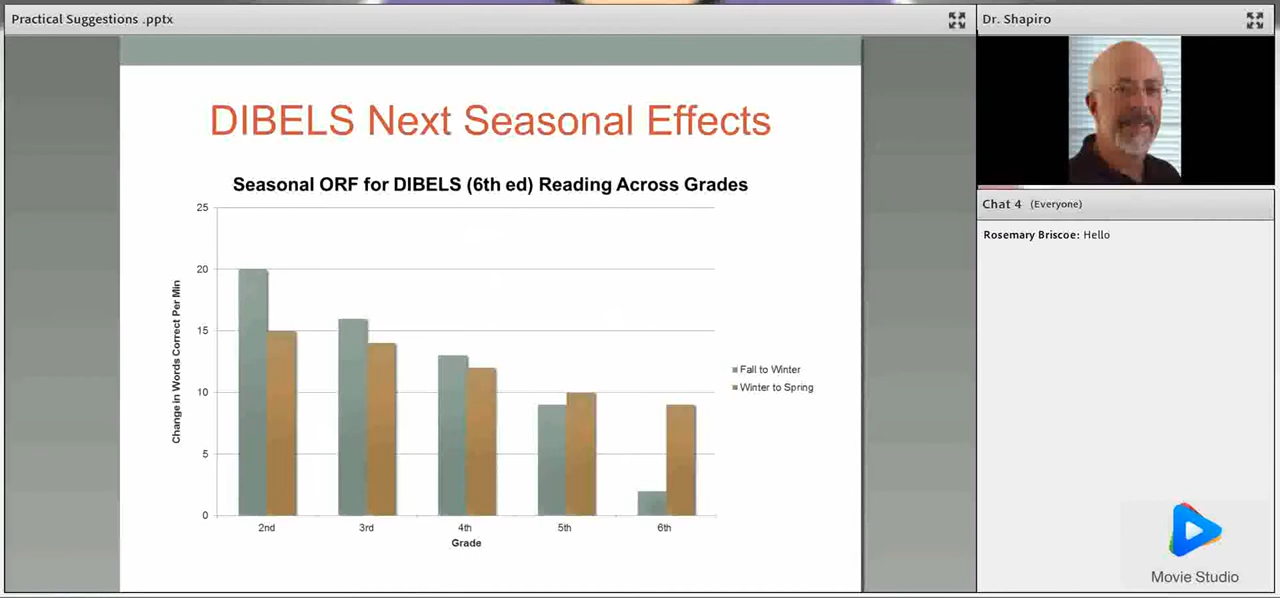 Practical Suggestions .pptx
Dr. Shapiro
DIBELS Next Seasonal Effects
Seasonal ORF for DIBELS (6th ed) Reading Across Grades
25
20
15
10
5
0
Change in Words Correct Per Min
2nd 3rd 4th 5th 6th
Grade
Fall to Winter
Winter to Spring
Chat 4 (Everyone)
Rosemary Briscoe: Hello
Movie Studio